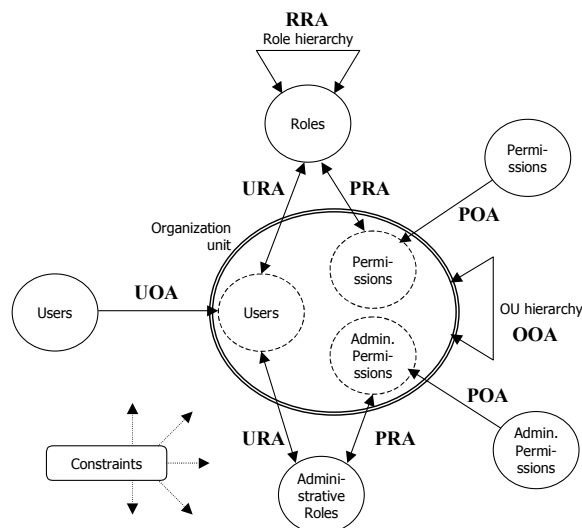 RRA
Role hierarchy
Roles
Permi-
ssions
URA
PRA
POA
Organization
unit
Permi-
ssions
Users
UOA
Users
OU hierarchy
OOA
Admin.
Permi-
ssions
POA
URA
PRA
Constraints
Admini-
strative
Roles
Admin.
Permi-
ssions